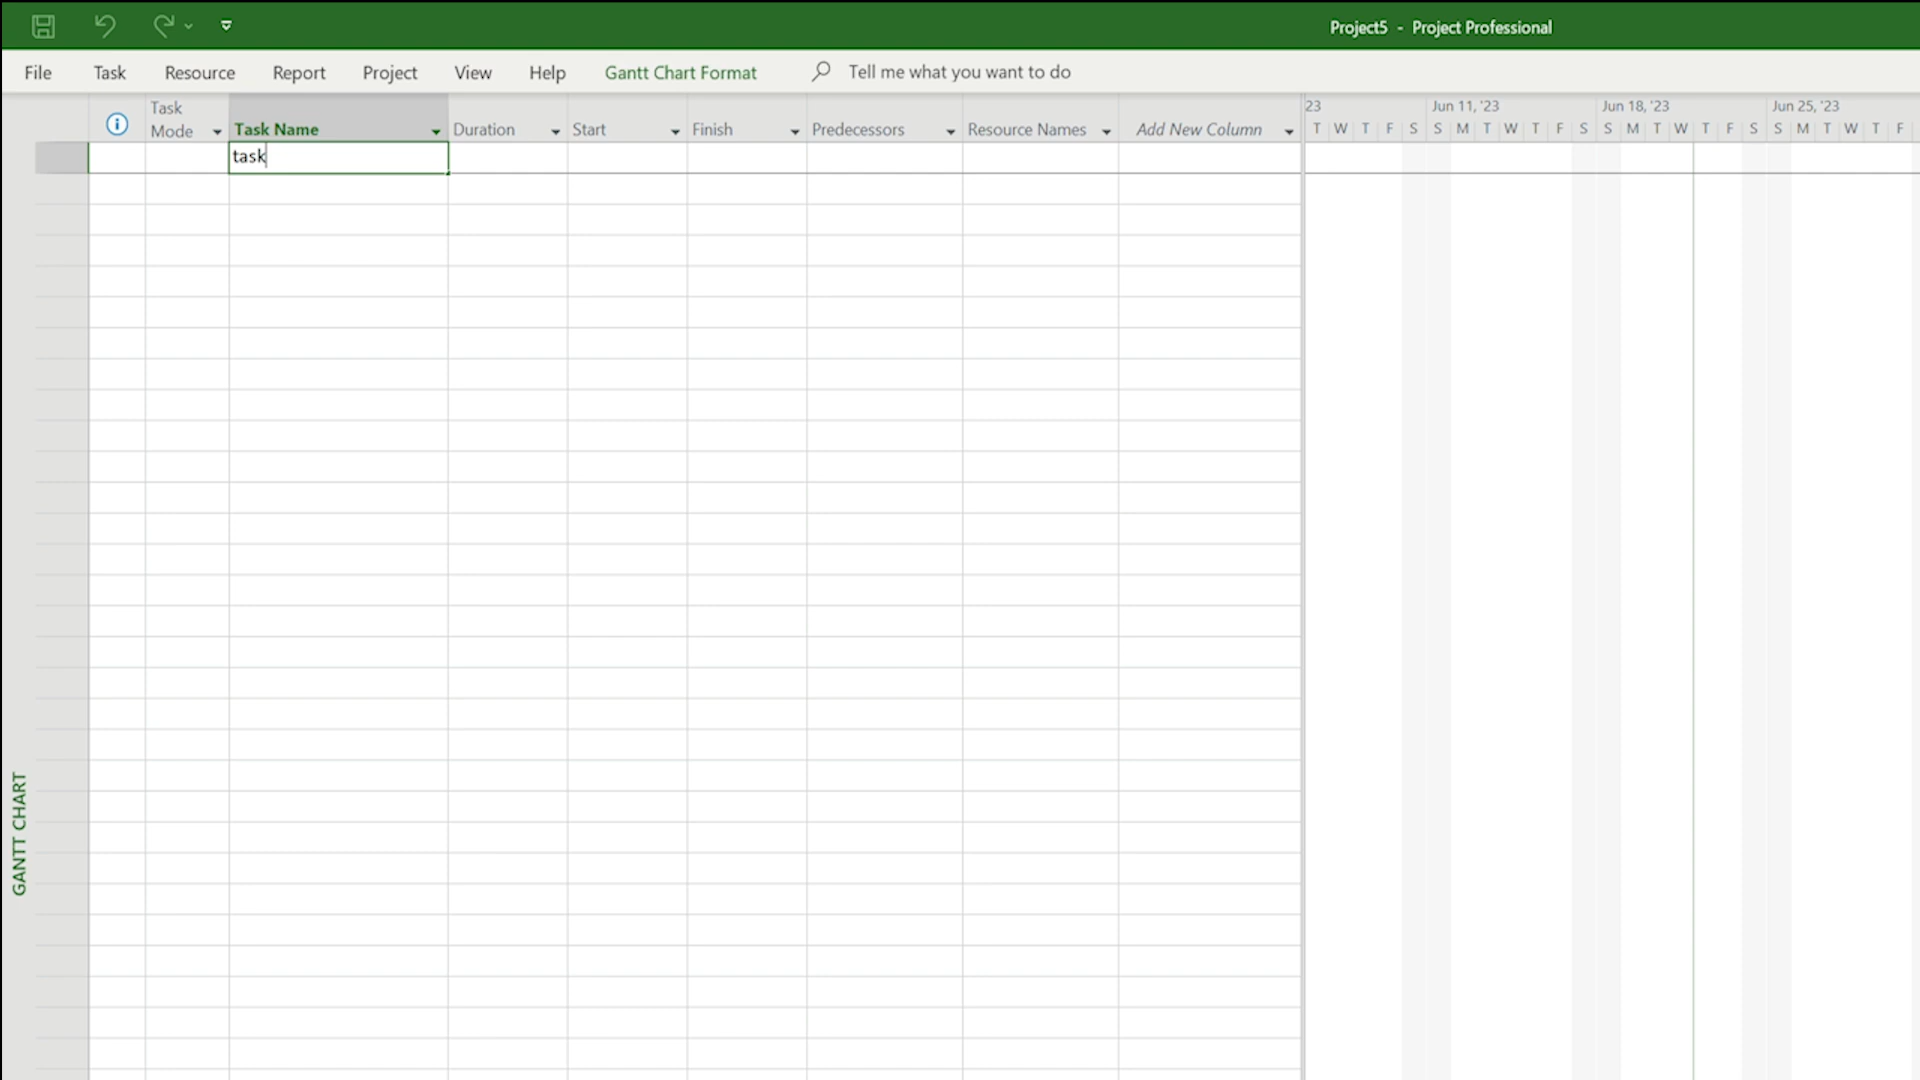 Project5 - Project Professional
File Task Resource Report Project View Help Gantt Chart Format Tell me what you want to do
Task Mode Task Name Duration Start Finish Predecessors Resource Names Add New Column
23 Jun 11, '23 Jun 18, '23 Jun 25, '23
T W T F S S M T W T F S S M T W T F S S M T W T F
task
GANTT CHART